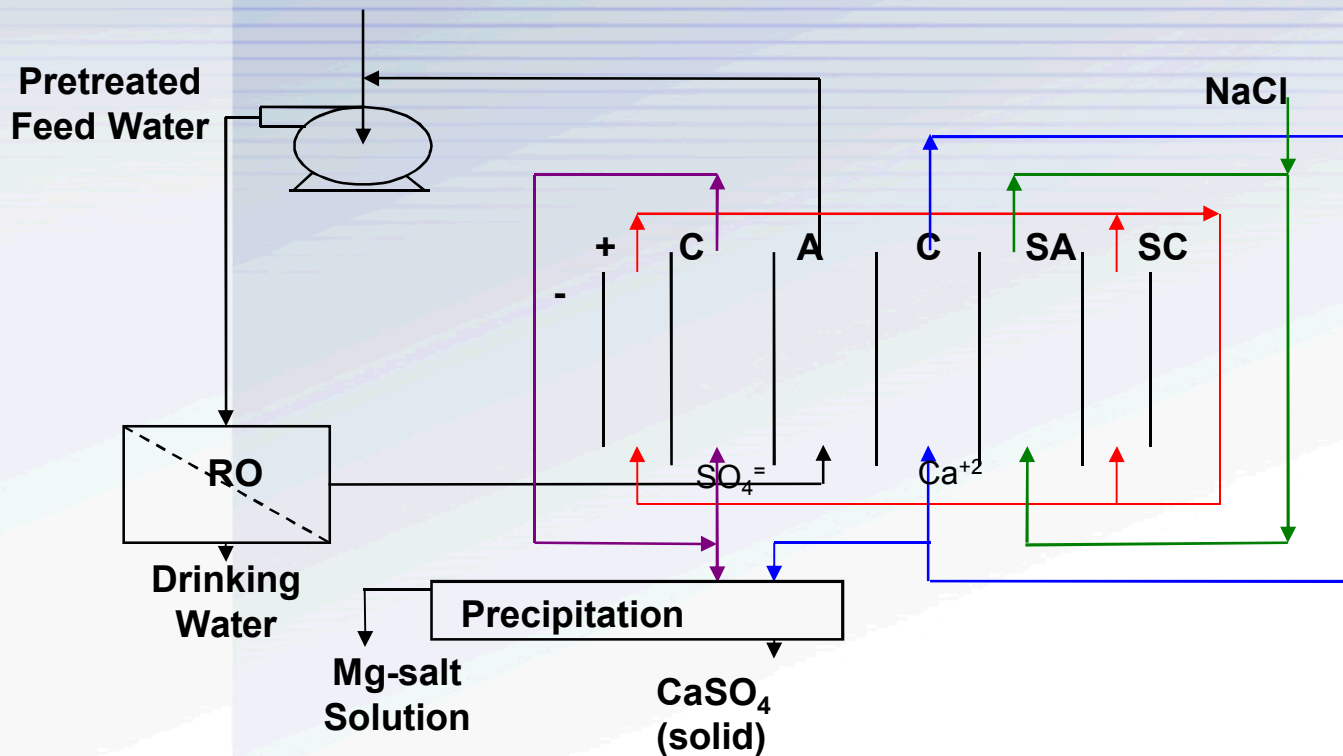 Pretreated
Feed Water
NaCl
+ C A C SA SC
-
SO₄⁼ Ca⁺²
RO
Drinking
Water
Precipitation
Mg-salt
Solution
CaSO₄
(solid)